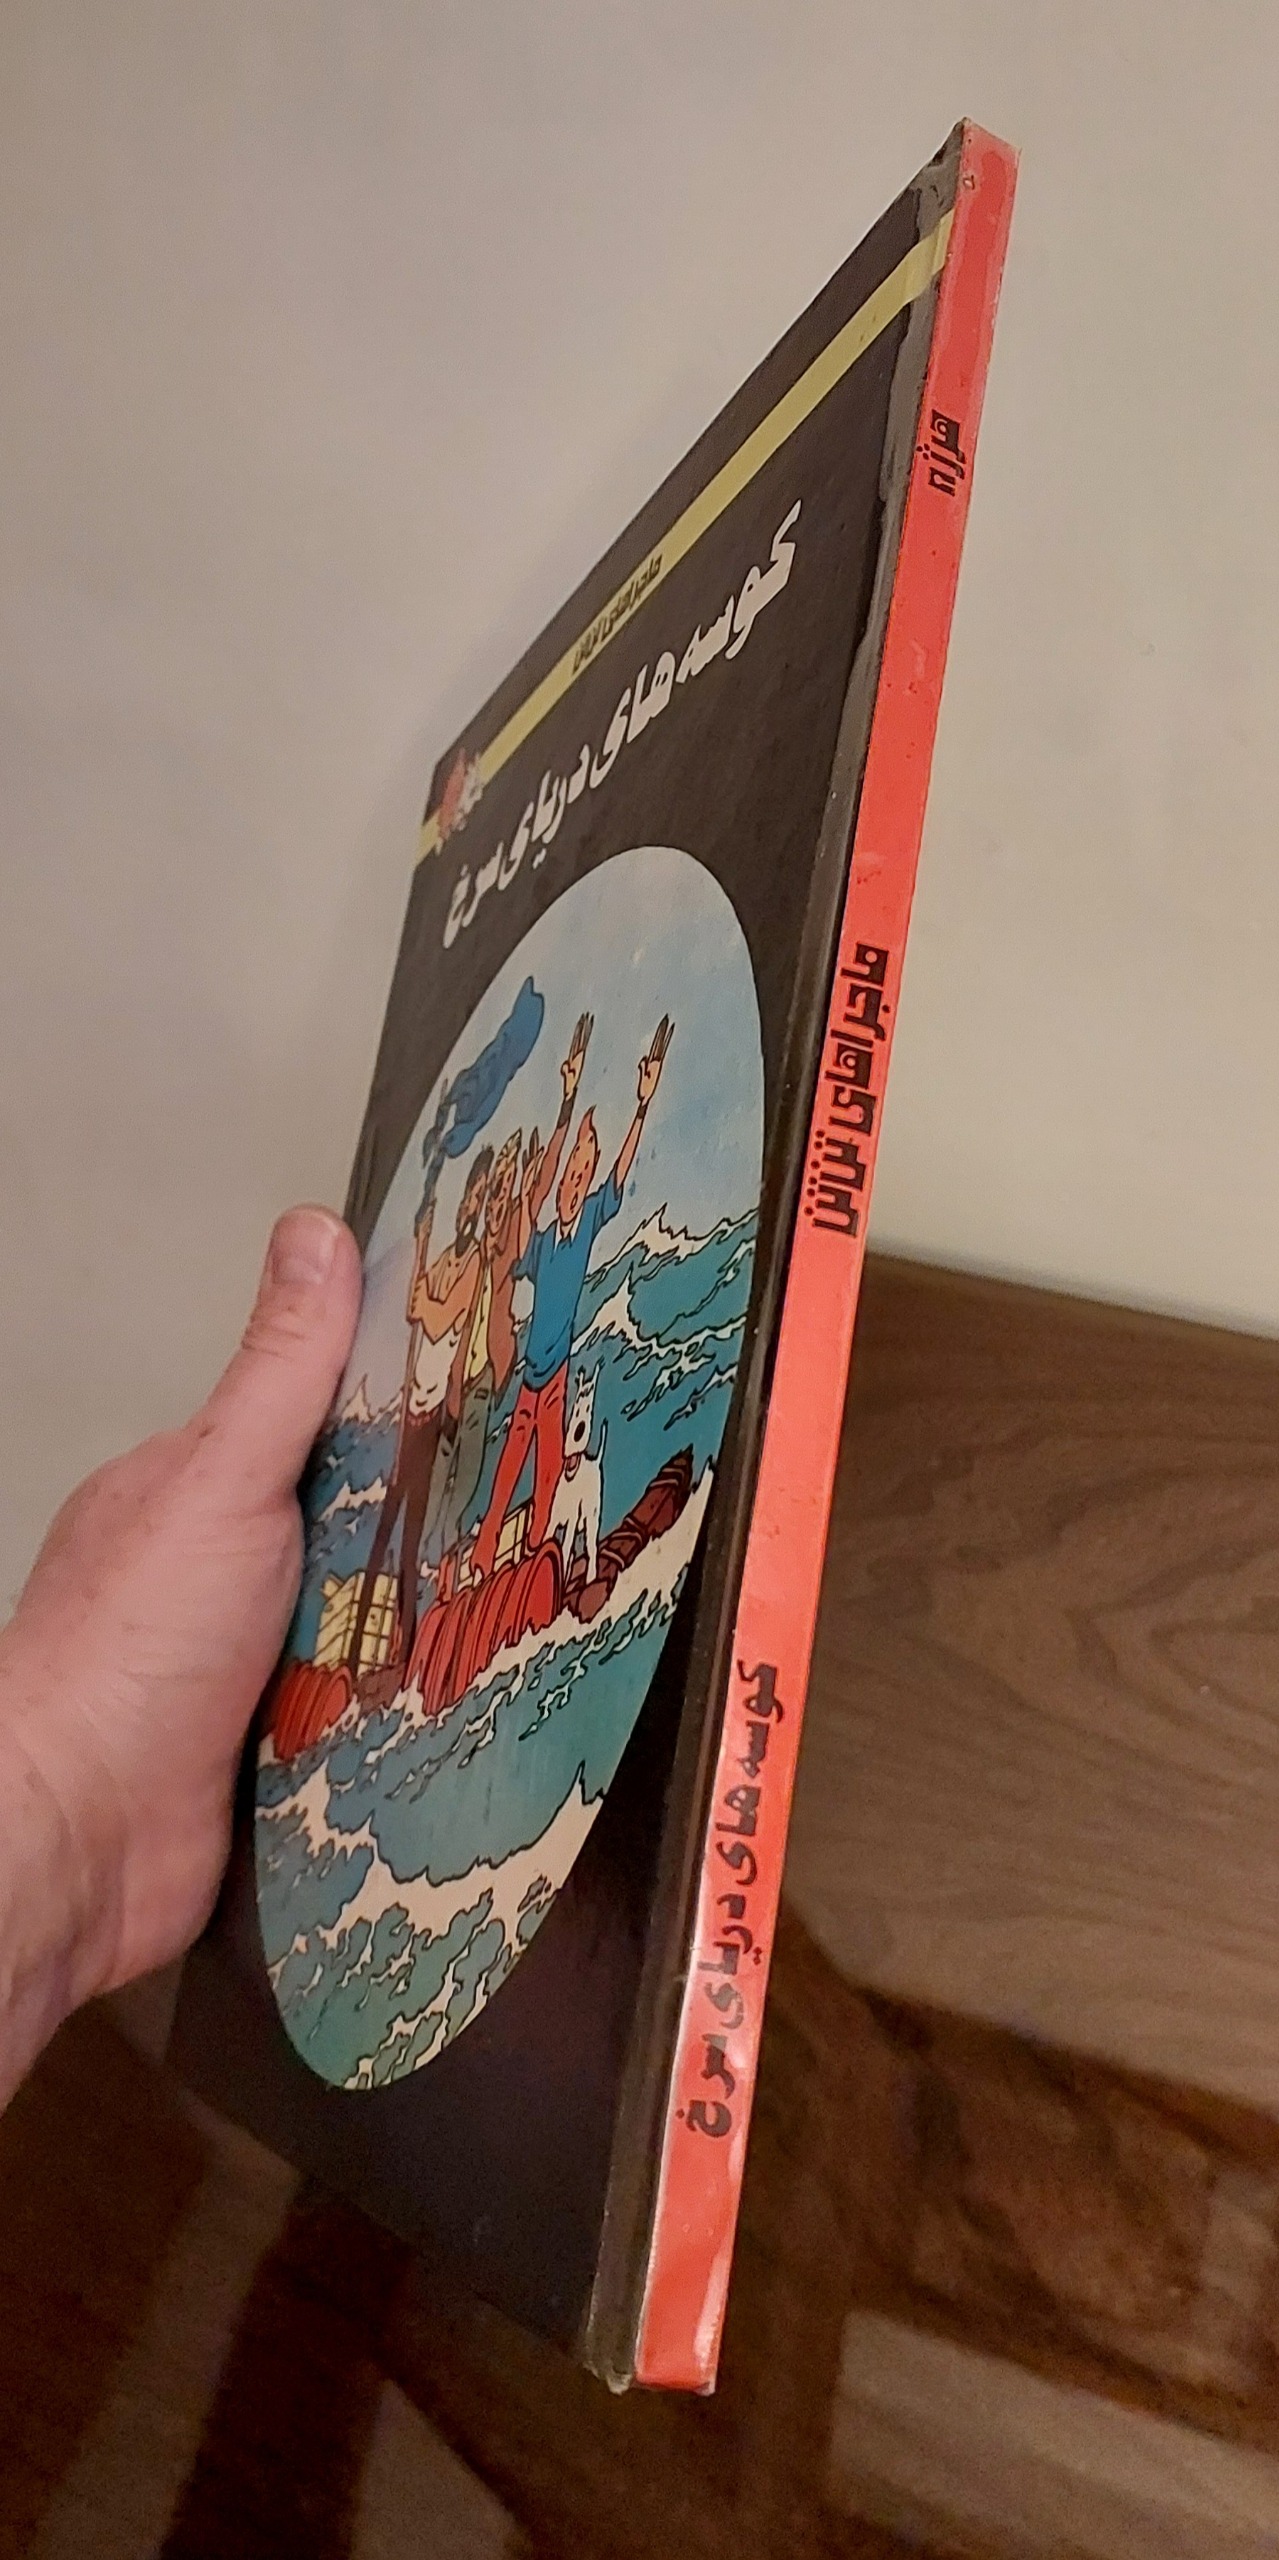 ماجراهای تن‌تن
کوسه‌های دریای سرخ
هرژه
ماجراهای تن‌تن
کوسه‌های دریای سرخ